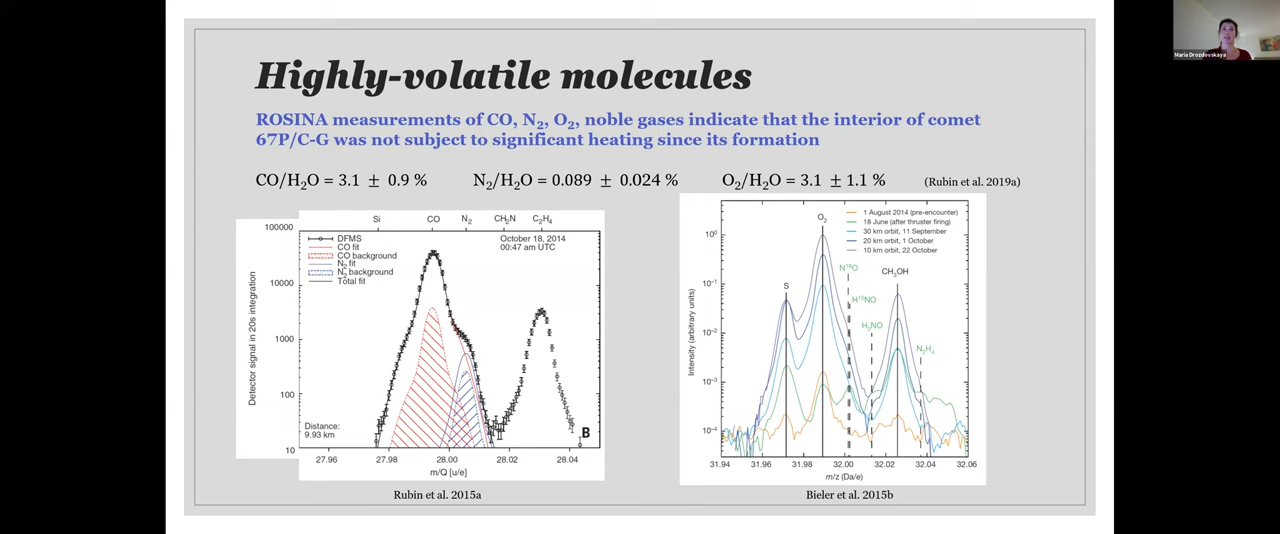 Highly-volatile molecules
Maria Drozdovskaya
ROSINA measurements of CO, N₂, O₂, noble gases indicate that the interior of comet
67P/C-G was not subject to significant heating since its formation
CO/H₂O = 3.1 ± 0.9 %
N₂/H₂O = 0.089 ± 0.024 %
O₂/H₂O = 3.1 ± 1.1 %
(Rubin et al. 2019a)
Si CO N₂ CH₂N C₂H₄
100000
10000
1000
100
10
Detector signal in 20s integration
DFMS
CO fit
CO background
N₂ fit
N₂ background
Total fit
October 18, 2014
00:47 am UTC
Distance:
9.93 km
B
27.96 27.98 28.00 28.02 28.04
m/Q [u/e]
Rubin et al. 2015a
1 August 2014 (pre-encounter)
18 June (after thruster firing)
30 km orbit, 11 September
20 km orbit, 1 October
10 km orbit, 22 October
O₂
N¹⁸O
CH₃OH
S
H¹⁵NO
H₂NO
N₂H₄
10⁰
10⁻¹
10⁻²
10⁻³
10⁻⁴
Intensity (arbitrary units)
31.94 31.96 31.98 32.00 32.02 32.04 32.06
m/z (Da/e)
Bieler et al. 2015b